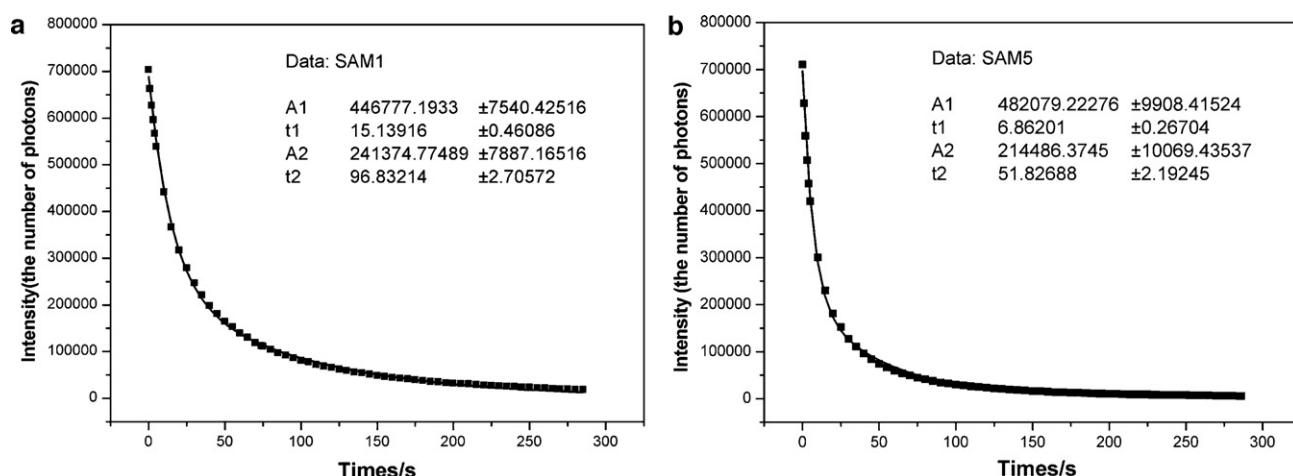 a
Intensity(the number of photons)
800000
700000
600000
500000
400000
300000
200000
100000
0
Data: SAM1
A1 446777.1933 ±7540.42516
t1 15.13916 ±0.46086
A2 241374.77489 ±7887.16516
t2 96.83214 ±2.70572
0 50 100 150 200 250 300
Times/s
b
Intensity (the number of photons)
800000
700000
600000
500000
400000
300000
200000
100000
0
Data: SAM5
A1 482079.22276 ±9908.41524
t1 6.86201 ±0.26704
A2 214486.3745 ±10069.43537
t2 51.82688 ±2.19245
0 50 100 150 200 250 300
Times/s